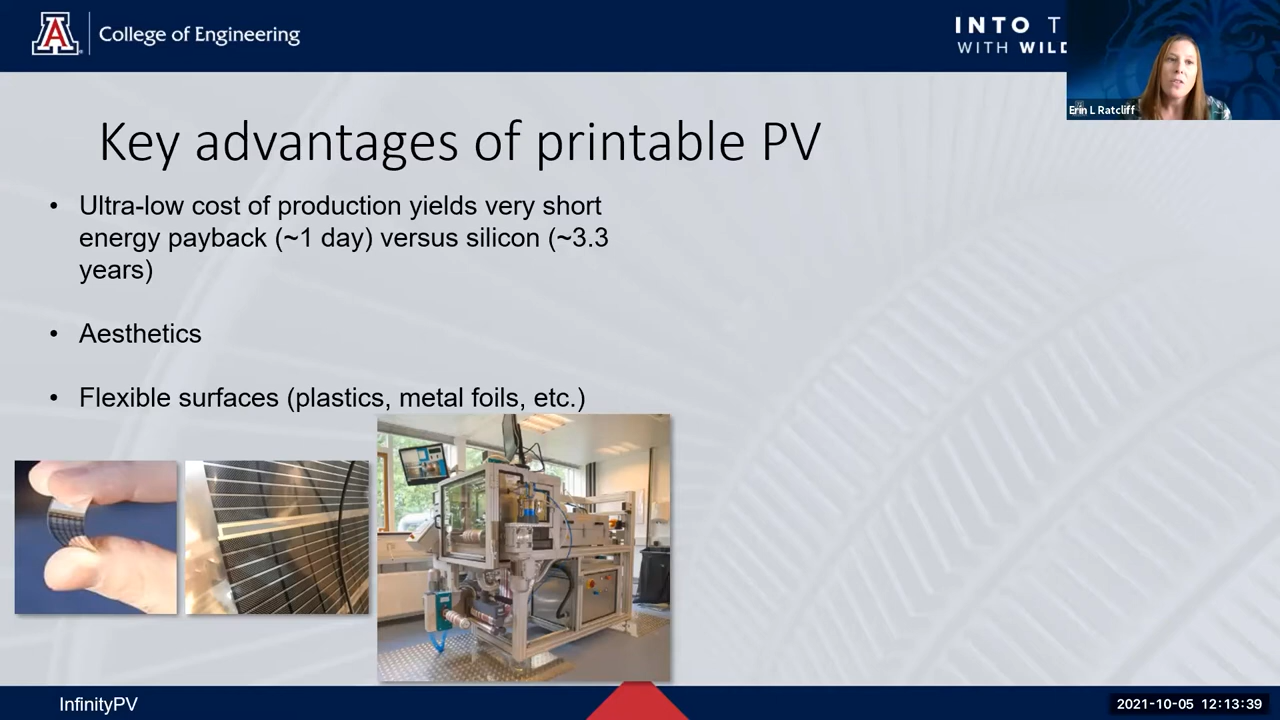 A
College of Engineering
INTO T
WITH WILD
Erin L Ratcliff
Key advantages of printable PV
• Ultra-low cost of production yields very short
energy payback (~1 day) versus silicon (~3.3
years)
• Aesthetics
• Flexible surfaces (plastics, metal foils, etc.)
InfinityPV
2021-10-05 12:13:39